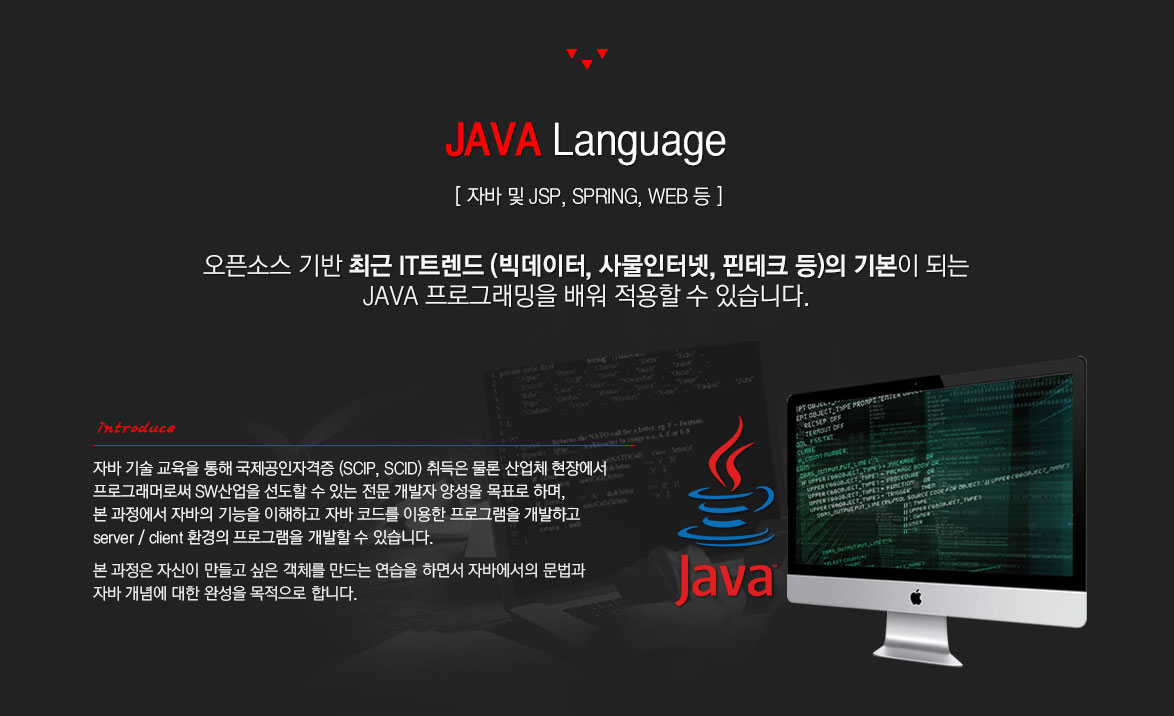 JAVA Language
[ 자바 및 JSP, SPRING, WEB 등 ]
오픈소스 기반 최근 IT트렌드 (빅데이터, 사물인터넷, 핀테크 등)의 기본이 되는
JAVA 프로그래밍을 배워 적용할 수 있습니다.
introduce
자바 기술 교육을 통해 국제공인자격증 (SCIP, SCID) 취득은 물론 산업체 현장에서
프로그래머로써 SW산업을 선도할 수 있는 전문 개발자 양성을 목표로 하며,
본 과정에서 자바의 기능을 이해하고 자바 코드를 이용한 프로그램을 개발하고
server / client 환경의 프로그램을 개발할 수 있습니다.
본 과정은 자신이 만들고 싶은 객체를 만드는 연습을 하면서 자바에서의 문법과
자바 개념에 대한 완성을 목적으로 합니다.
Java